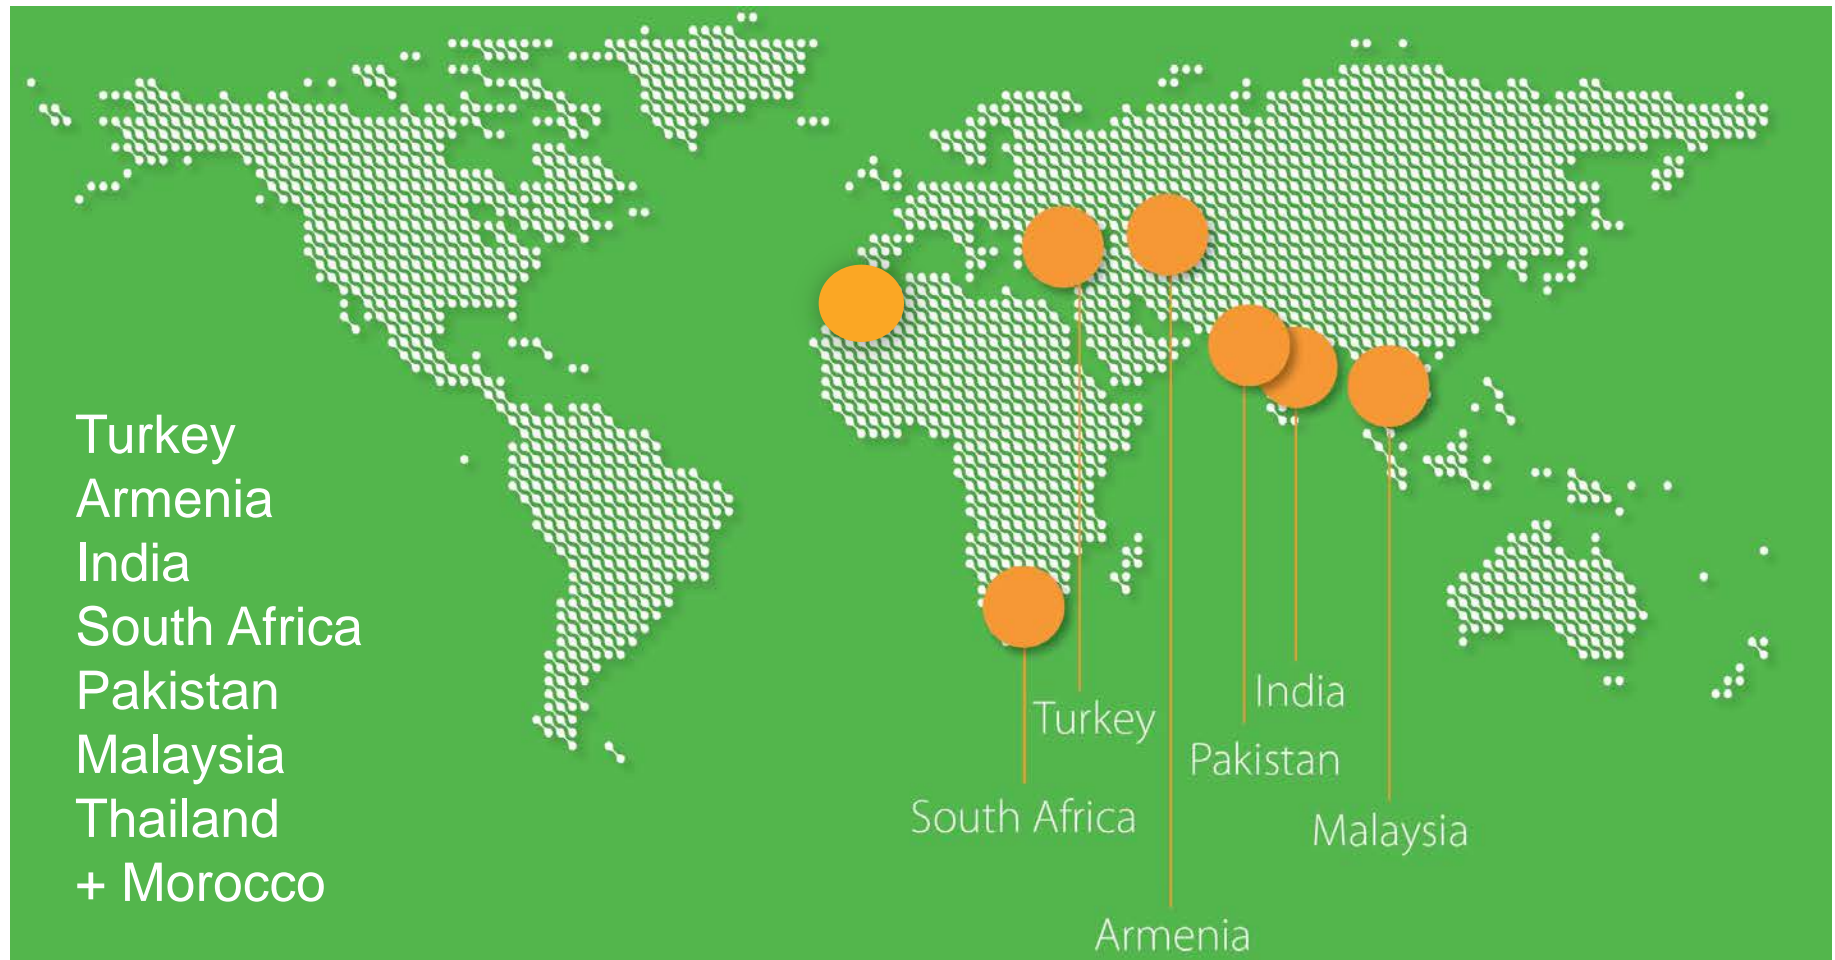 Turkey
Armenia
India
South Africa
Pakistan
Malaysia
Thailand
+ Morocco
India
Turkey
Pakistan
South Africa
Malaysia
Armenia